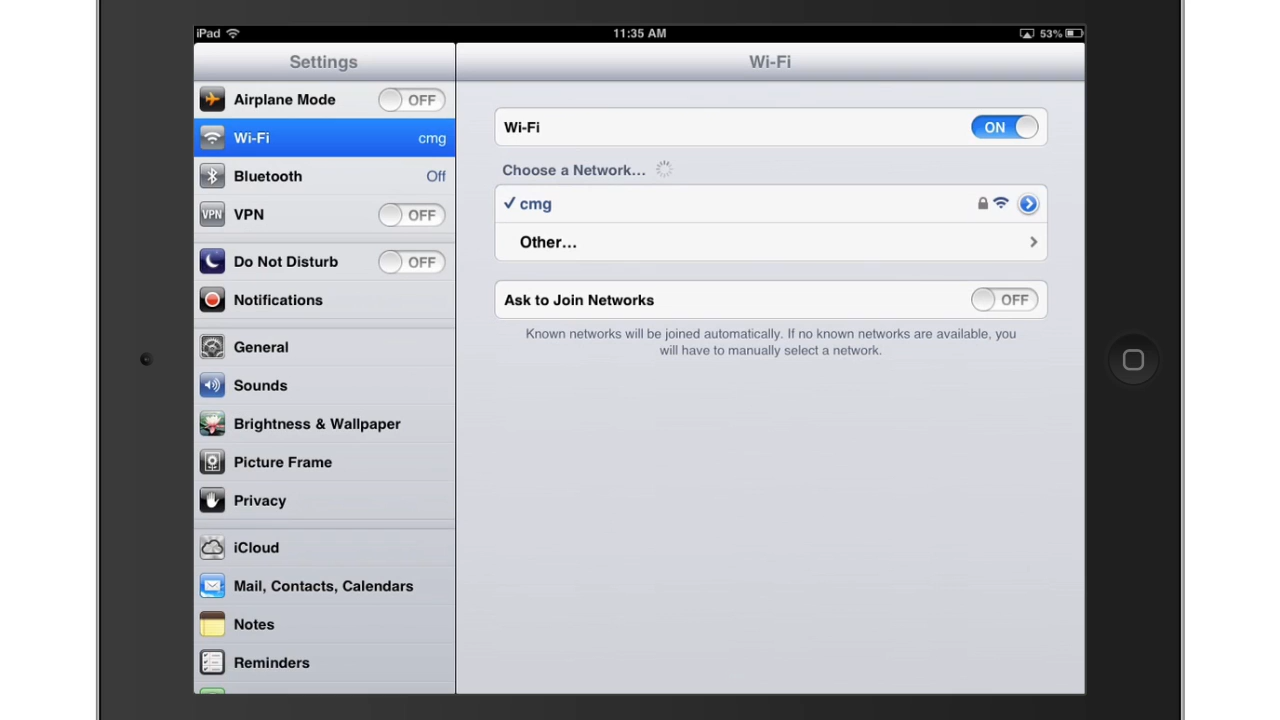 iPad 11:35 AM 53%
Settings
Airplane Mode OFF
Wi-Fi cmg
Bluetooth Off
VPN VPN OFF
Do Not Disturb OFF
Notifications
General
Sounds
Brightness & Wallpaper
Picture Frame
Privacy
iCloud
Mail, Contacts, Calendars
Notes
Reminders
Wi-Fi
Wi-Fi ON
Choose a Network...
✓ cmg
Other...
Ask to Join Networks OFF
Known networks will be joined automatically. If no known networks are available, you
will have to manually select a network.